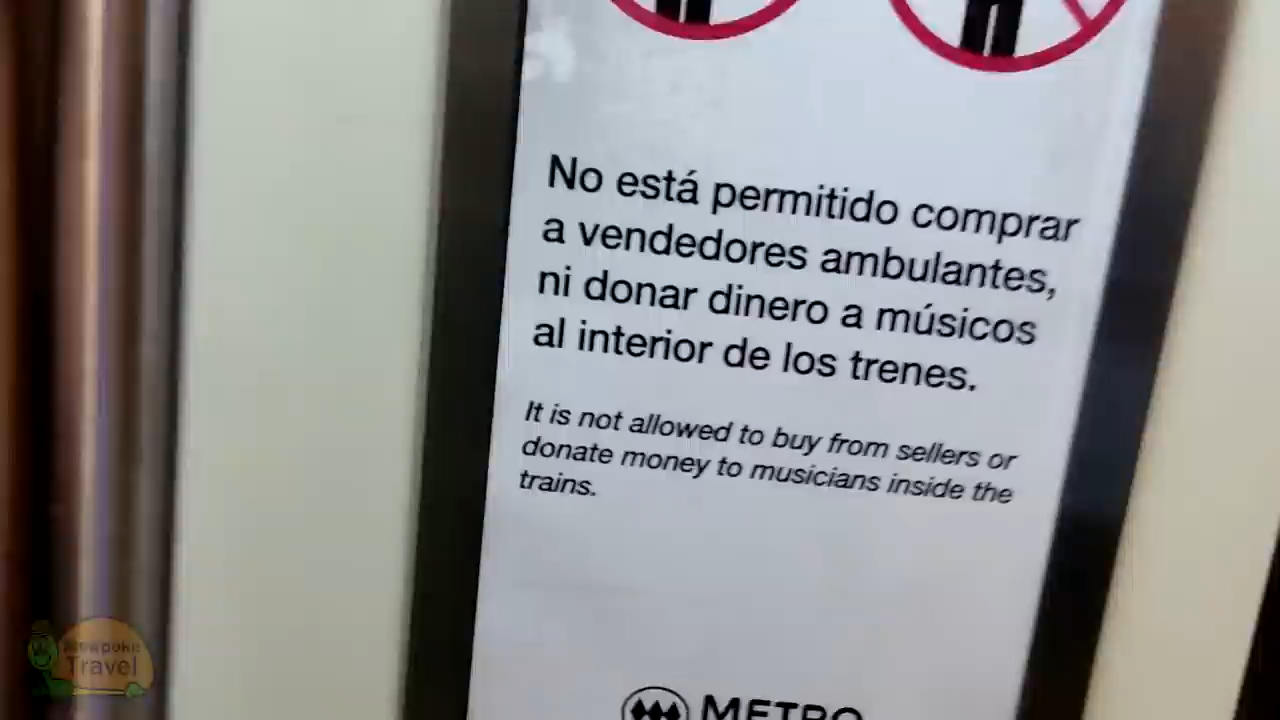 No está permitido comprar
a vendedores ambulantes,
ni donar dinero a músicos
al interior de los trenes.
It is not allowed to buy from sellers or
donate money to musicians inside the
trains.
METRO
Travel